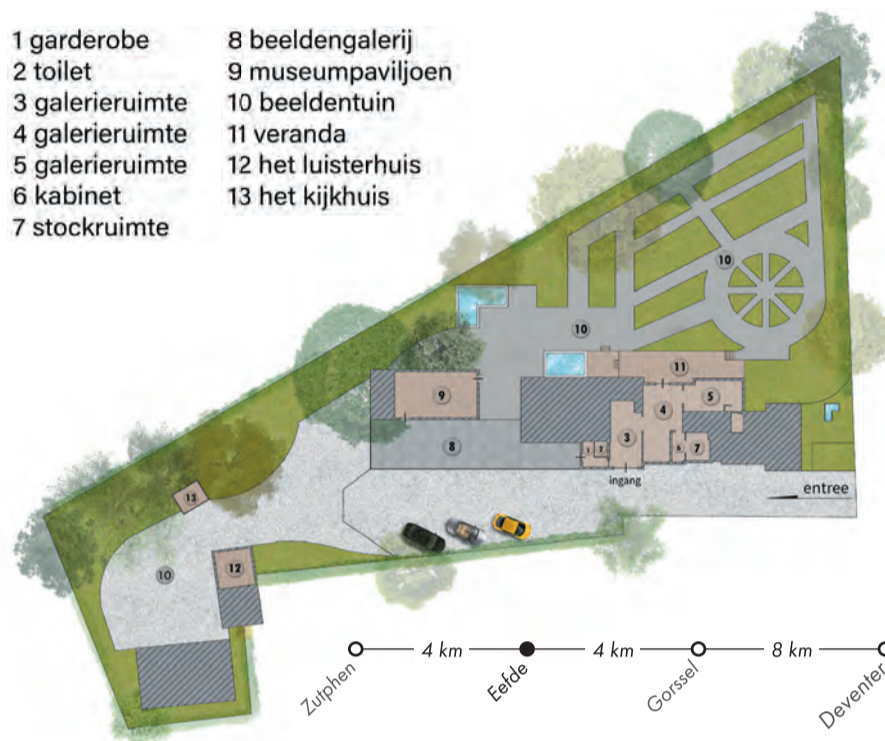 1 garderobe
2 toilet
3 galerieruimte
4 galerieruimte
5 galerieruimte
6 kabinet
7 stockruimte
8 beeldengalerij
9 museumpaviljoen
10 beeldentuin
11 veranda
12 het luisterhuis
13 het kijkhuis
10
10
11
5
9
4
8
3
1
2
6
7
ingang
entree
13
12
10
4 km
4 km
8 km
Zutphen
Eefde
Gorssel
Deventer